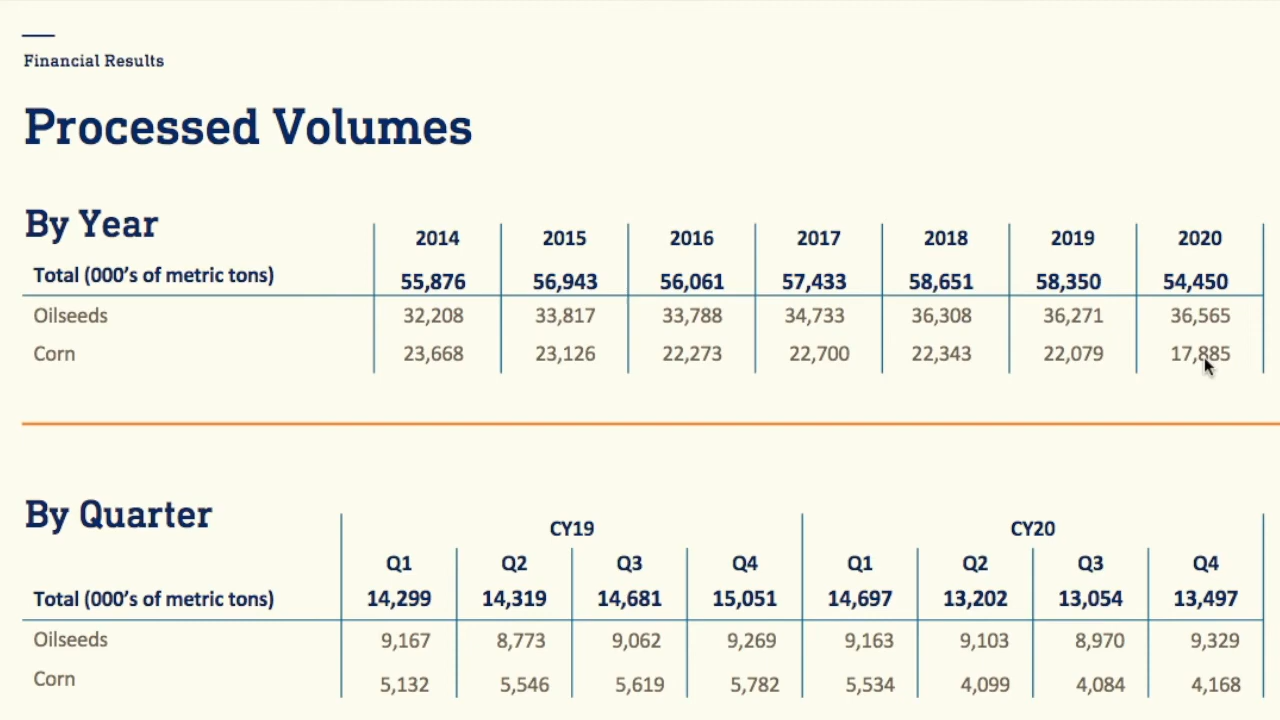 Financial Results
Processed Volumes
By Year
2014 2015 2016 2017 2018 2019 2020
Total (000’s of metric tons) 55,876 56,943 56,061 57,433 58,651 58,350 54,450
Oilseeds 32,208 33,817 33,788 34,733 36,308 36,271 36,565
Corn 23,668 23,126 22,273 22,700 22,343 22,079 17,885
By Quarter
CY19 CY20
Q1 Q2 Q3 Q4 Q1 Q2 Q3 Q4
Total (000’s of metric tons) 14,299 14,319 14,681 15,051 14,697 13,202 13,054 13,497
Oilseeds 9,167 8,773 9,062 9,269 9,163 9,103 8,970 9,329
Corn 5,132 5,546 5,619 5,782 5,534 4,099 4,084 4,168